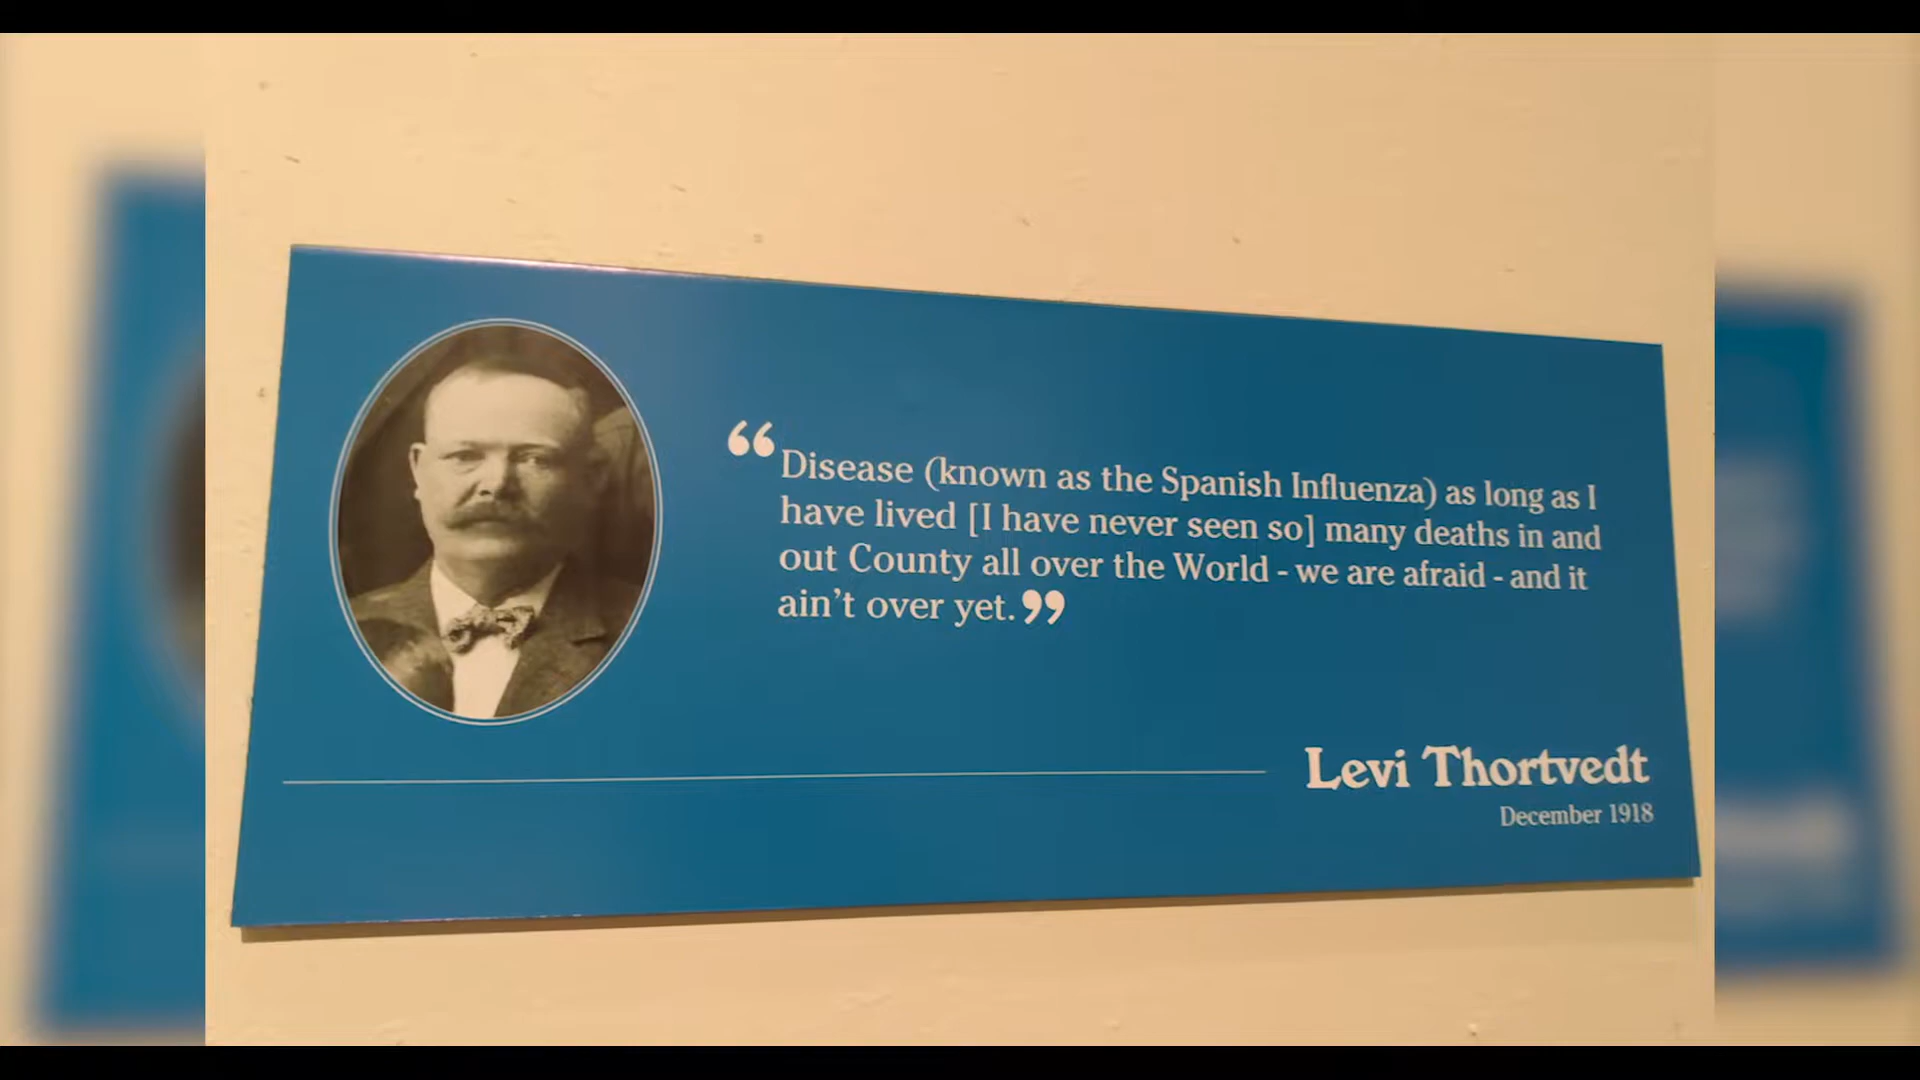 “Disease (known as the Spanish Influenza) as long as I
have lived [I have never seen so] many deaths in and
out County all over the World - we are afraid - and it
ain’t over yet.”
Levi Thortvedt
December 1918